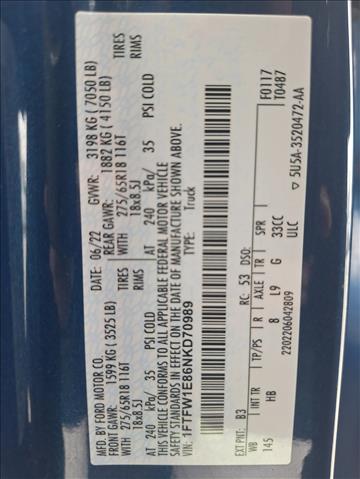 MFD. BY FORD MOTOR CO.
DATE: 06/22 GVWR: 3198 KG (7050 LB)
FRONT GAWR: 1599 KG (3525 LB) REAR GAWR: 1882 KG (4150 LB)
275/65R18 116T TIRES WITH 275/65R18 116T TIRES
18x8.5J RIMS 18x8.5J RIMS
AT 240 kPa/ 35 PSI COLD AT 240 kPa/ 35 PSI COLD
THIS VEHICLE CONFORMS TO ALL APPLICABLE FEDERAL MOTOR VEHICLE
SAFETY AND THEFT PREVENTION STANDARDS IN EFFECT ON THE DATE OF MANUFACTURE SHOWN ABOVE.
VIN: 1FTFW1E86NKD70989 TYPE: Truck
F0117
T0487
EXT PNT: B3 RC: 53 DSO:
WB INT TR TP/PS R AXLE TR SPR
145 HB 8 L9 G 33CC
ULC
2202206042809 ▽ 5U5A-3520472-AA